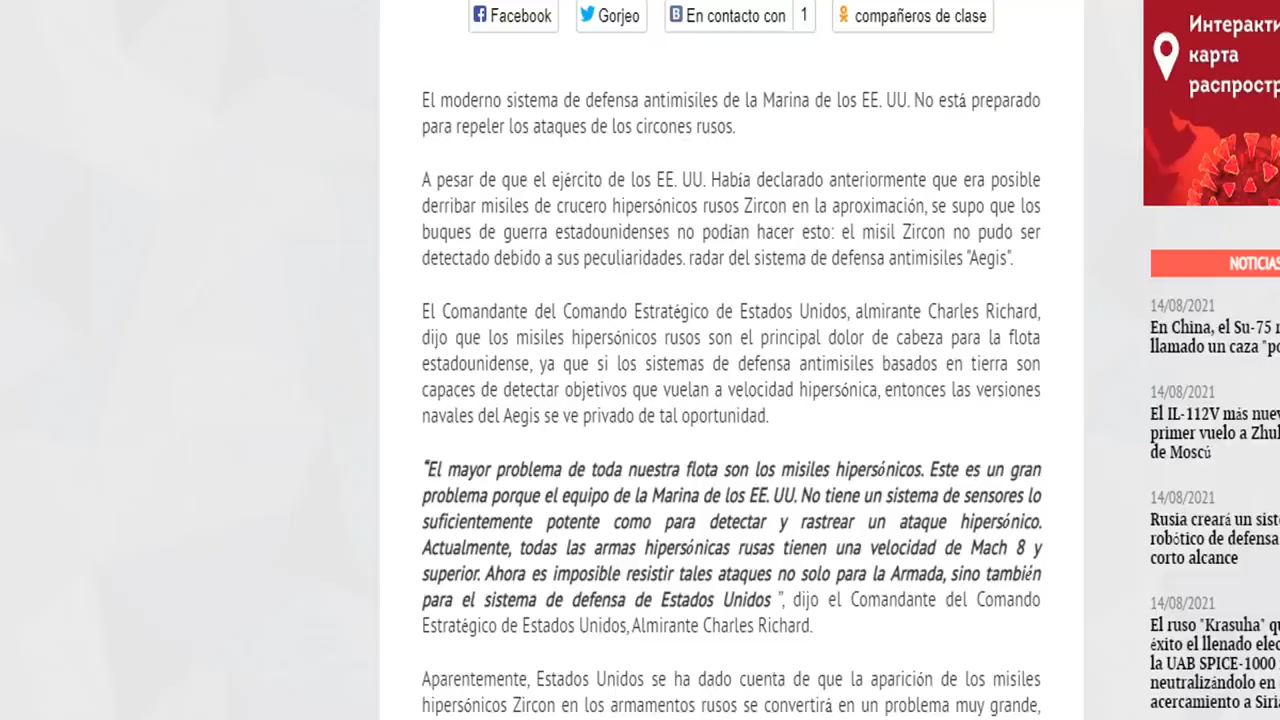 Facebook
Gorjeo
En contacto con 1
compañeros de clase
El moderno sistema de defensa antimisiles de la Marina de los EE. UU. No está preparado
para repeler los ataques de los circones rusos.
A pesar de que el ejército de los EE. UU. Había declarado anteriormente que era posible
derribar misiles de crucero hipersónicos rusos Zircon en la aproximación, se supo que los
buques de guerra estadounidenses no podían hacer esto: el misil Zircon no pudo ser
detectado debido a sus peculiaridades. radar del sistema de defensa antimisiles "Aegis".
El Comandante del Comando Estratégico de Estados Unidos, almirante Charles Richard,
dijo que los misiles hipersónicos rusos son el principal dolor de cabeza para la flota
estadounidense, ya que si los sistemas de defensa antimisiles basados en tierra son
capaces de detectar objetivos que vuelan a velocidad hipersónica, entonces las versiones
navales del Aegis se ve privado de tal oportunidad.
“El mayor problema de toda nuestra flota son los misiles hipersónicos. Este es un gran
problema porque el equipo de la Marina de los EE. UU. No tiene un sistema de sensores lo
suficientemente potente como para detectar y rastrear un ataque hipersónico.
Actualmente, todas las armas hipersónicas rusas tienen una velocidad de Mach 8 y
superior. Ahora es imposible resistir tales ataques no solo para la Armada, sino también
para el sistema de defensa de Estados Unidos ”, dijo el Comandante del Comando
Estratégico de Estados Unidos, Almirante Charles Richard.
Aparentemente, Estados Unidos se ha dado cuenta de que la aparición de los misiles
hipersónicos Zircon en los armamentos rusos se convertirá en un problema muy grande,
Интеракти
карта
распростр
NOTICIAS
14/08/2021
En China, el Su-75
llamado un caza "po
14/08/2021
El IL-112V más nuev
primer vuelo a Zhuk
de Moscú
14/08/2021
Rusia creará un siste
robótico de defensa
corto alcance
14/08/2021
El ruso "Krasuha" qu
éxito el llenado elec
la UAB SPICE-1000
neutralizándolo en
acercamiento a Siri